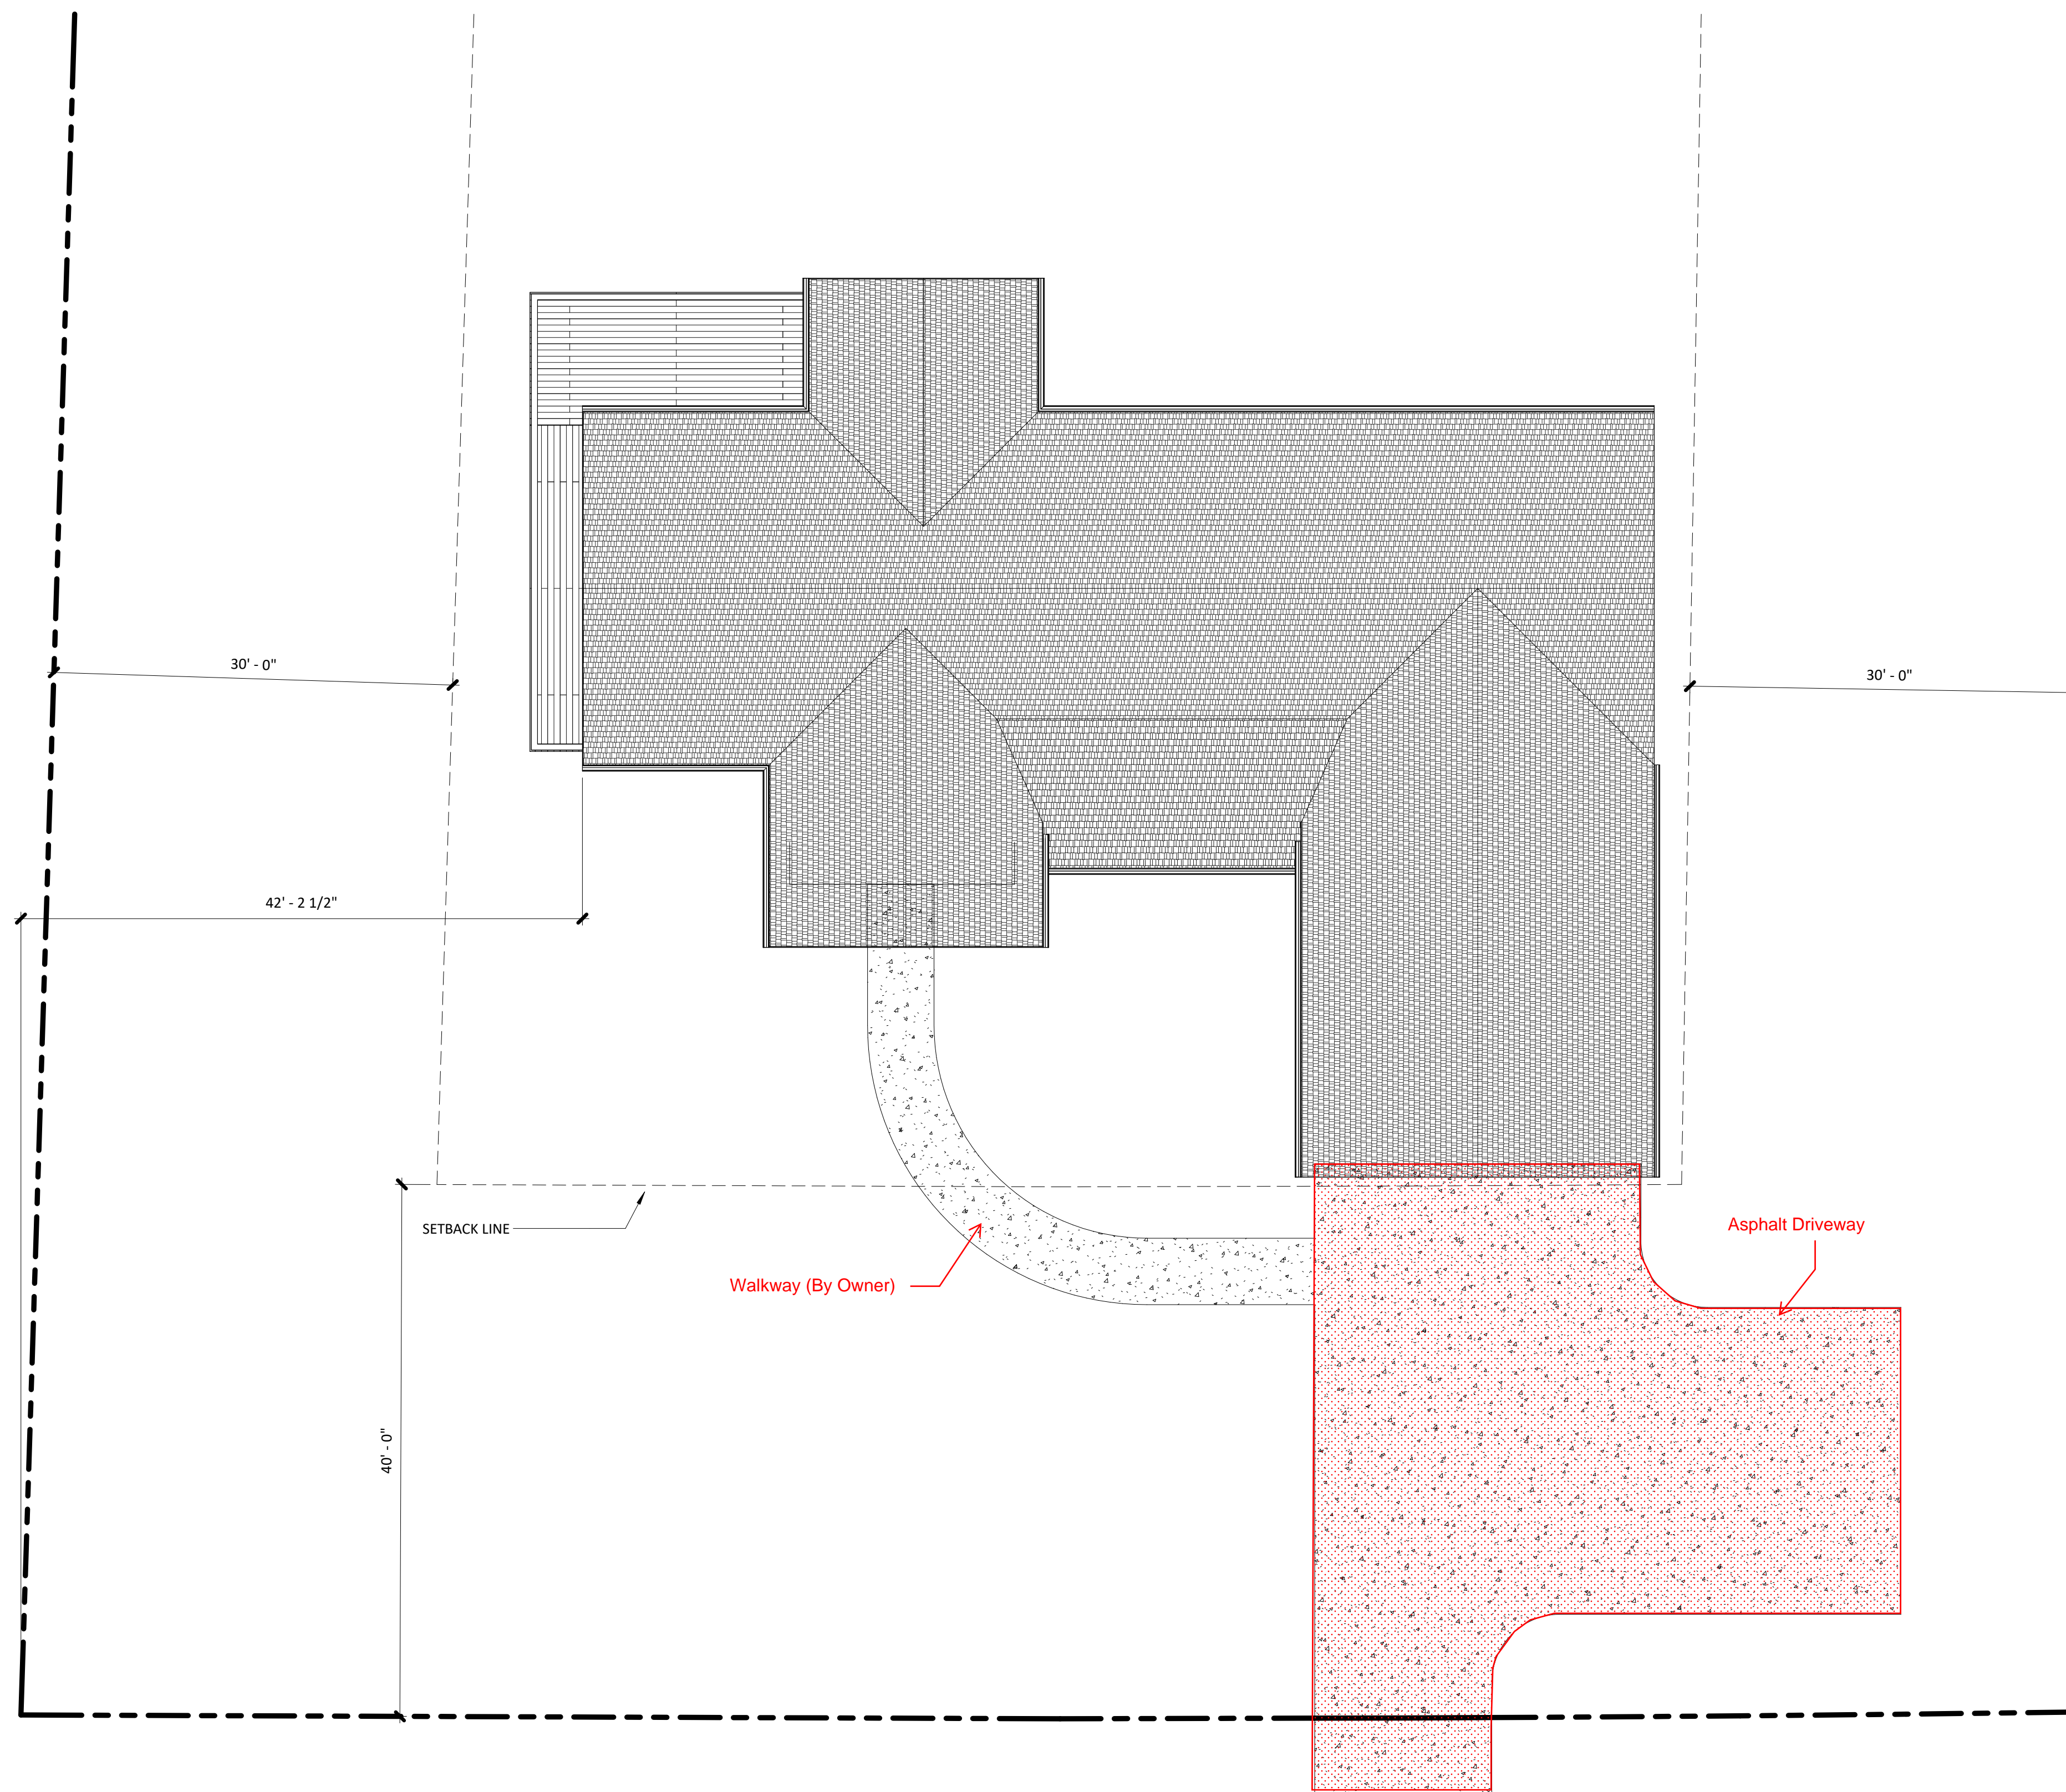 30' - 0"
30' - 0"
42' - 2 1/2"
SETBACK LINE
Asphalt Driveway
Walkway (By Owner)
40' - 0"